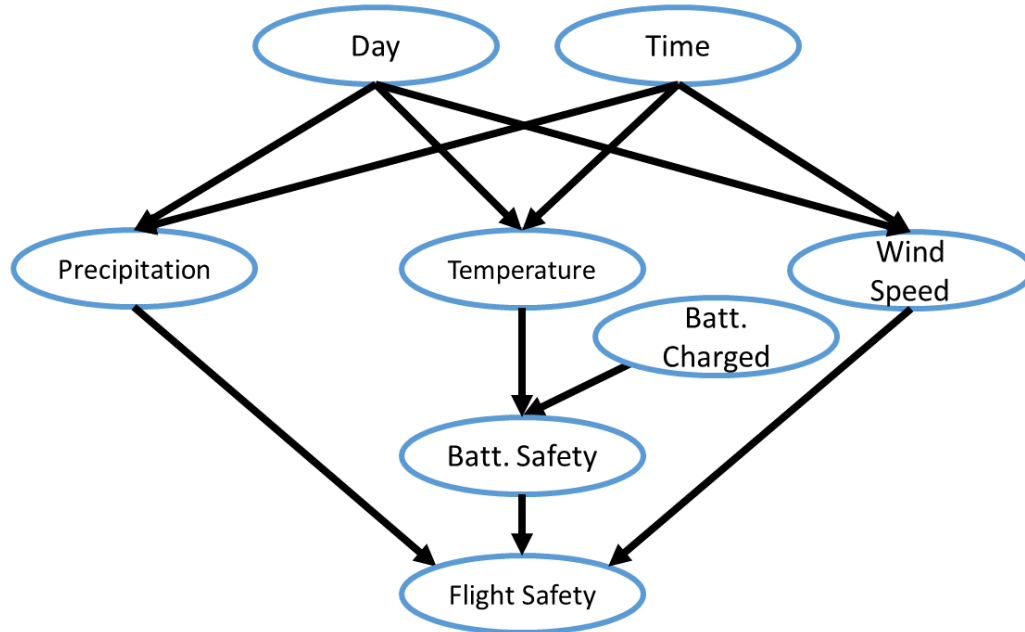 Day
Time
Precipitation
Temperature
Wind
Speed
Batt.
Charged
Batt. Safety
Flight Safety